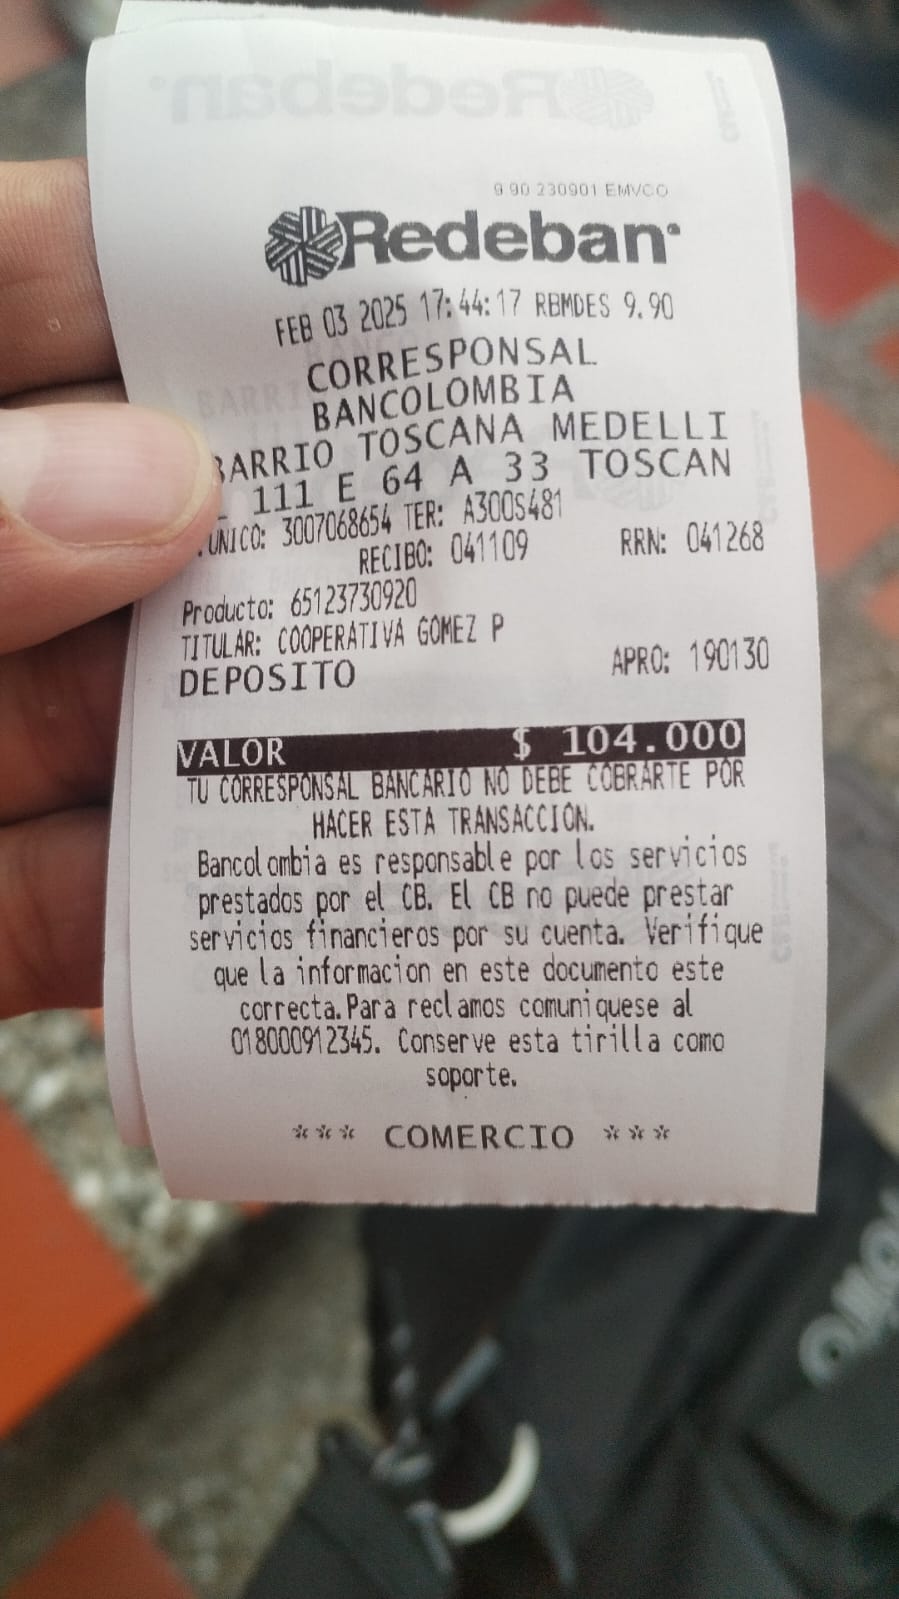 9 90 230901 EMVCO
Redeban
FEB 03 2025 17:44:17 RBMDES 9.90
CORRESPONSAL
BANCOLOMBIA
BARRIO TOSCANA MEDELLI
111 E 64 A 33 TOSCAN
UNICO: 3007068654 TER: A300S481
RECIBO: 041109 RRN: 041268
Producto: 65123730920
TITULAR: COOPERATIVA GOMEZ P
DEPOSITO APRO: 190130
VALOR $ 104.000
TU CORRESPONSAL BANCARIO NO DEBE COBRARTE POR
HACER ESTA TRANSACCION.
Bancolombia es responsable por los servicios
prestados por el CB. El CB no puede prestar
servicios financieros por su cuenta. Verifique
que la informacion en este documento este
correcta.Para reclamos comuniquese al
018000912345. Conserve esta tirilla como
soporte.
*** COMERCIO ***